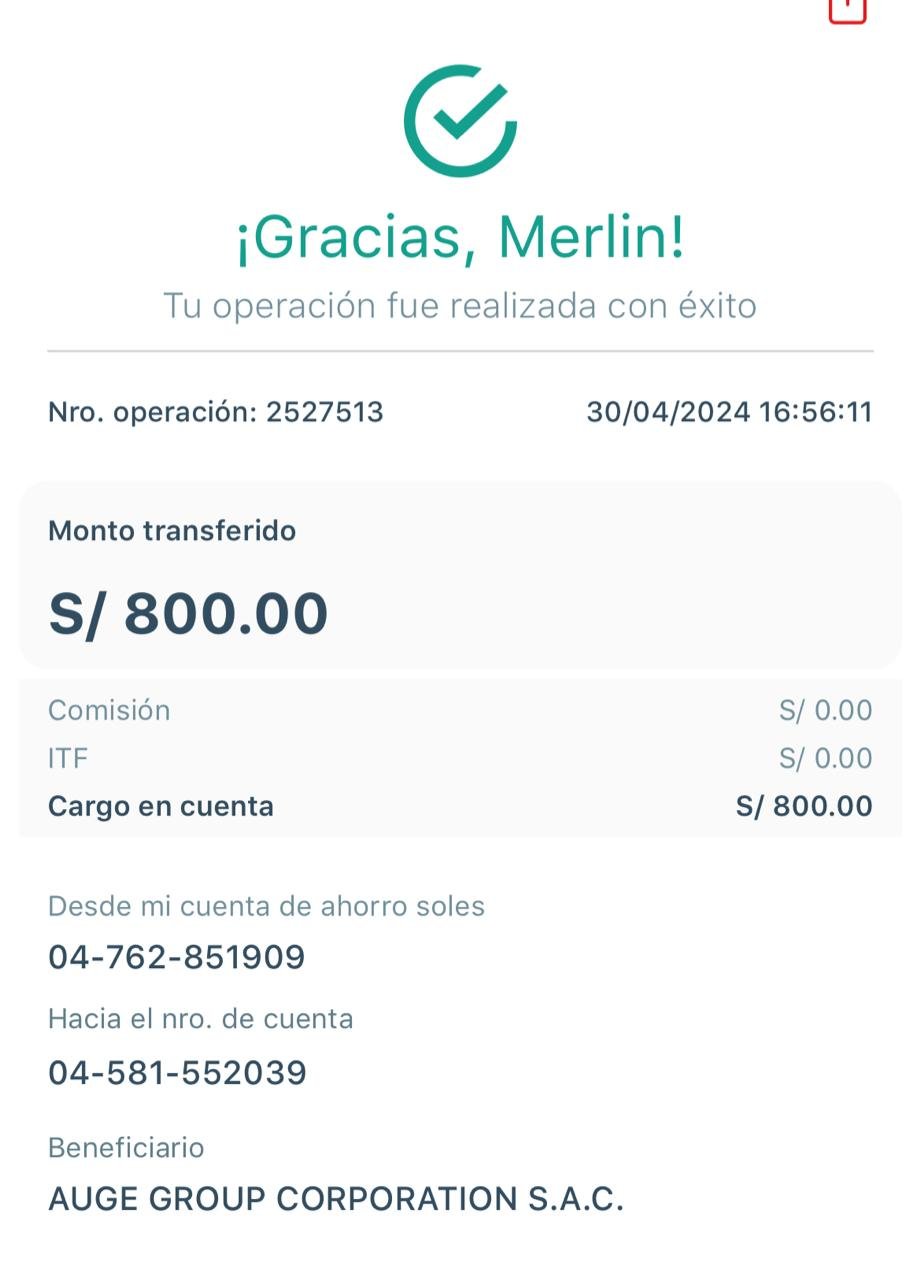 ¡Gracias, Merlin!
Tu operación fue realizada con éxito
Nro. operación: 2527513 30/04/2024 16:56:11
Monto transferido
S/ 800.00
Comisión S/ 0.00
ITF S/ 0.00
Cargo en cuenta S/ 800.00
Desde mi cuenta de ahorro soles
04-762-851909
Hacia el nro. de cuenta
04-581-552039
Beneficiario
AUGE GROUP CORPORATION S.A.C.